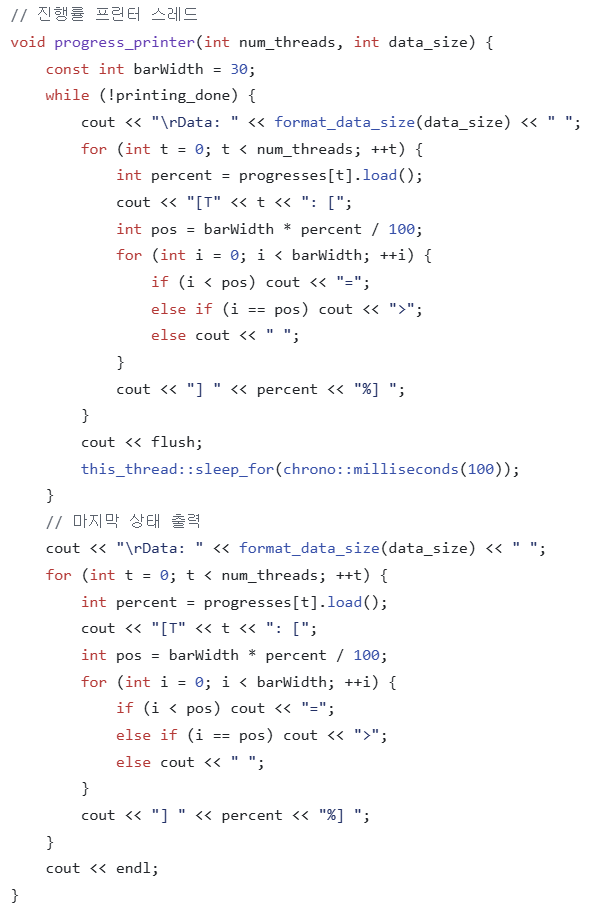 // 진행률 프린터 스레드
void progress_printer(int num_threads, int data_size) {
    const int barWidth = 30;
    while (!printing_done) {
        cout << "\rData: " << format_data_size(data_size) << " ";
        for (int t = 0; t < num_threads; ++t) {
            int percent = progresses[t].load();
            cout << "[T" << t << ": [";
            int pos = barWidth * percent / 100;
            for (int i = 0; i < barWidth; ++i) {
                if (i < pos) cout << "=";
                else if (i == pos) cout << ">";
                else cout << " ";
            }
            cout << "] " << percent << "%] ";
        }
        cout << flush;
        this_thread::sleep_for(chrono::milliseconds(100));
    }
    // 마지막 상태 출력
    cout << "\rData: " << format_data_size(data_size) << " ";
    for (int t = 0; t < num_threads; ++t) {
        int percent = progresses[t].load();
        cout << "[T" << t << ": [";
        int pos = barWidth * percent / 100;
        for (int i = 0; i < barWidth; ++i) {
            if (i < pos) cout << "=";
            else if (i == pos) cout << ">";
            else cout << " ";
        }
        cout << "] " << percent << "%] ";
    }
    cout << endl;
}